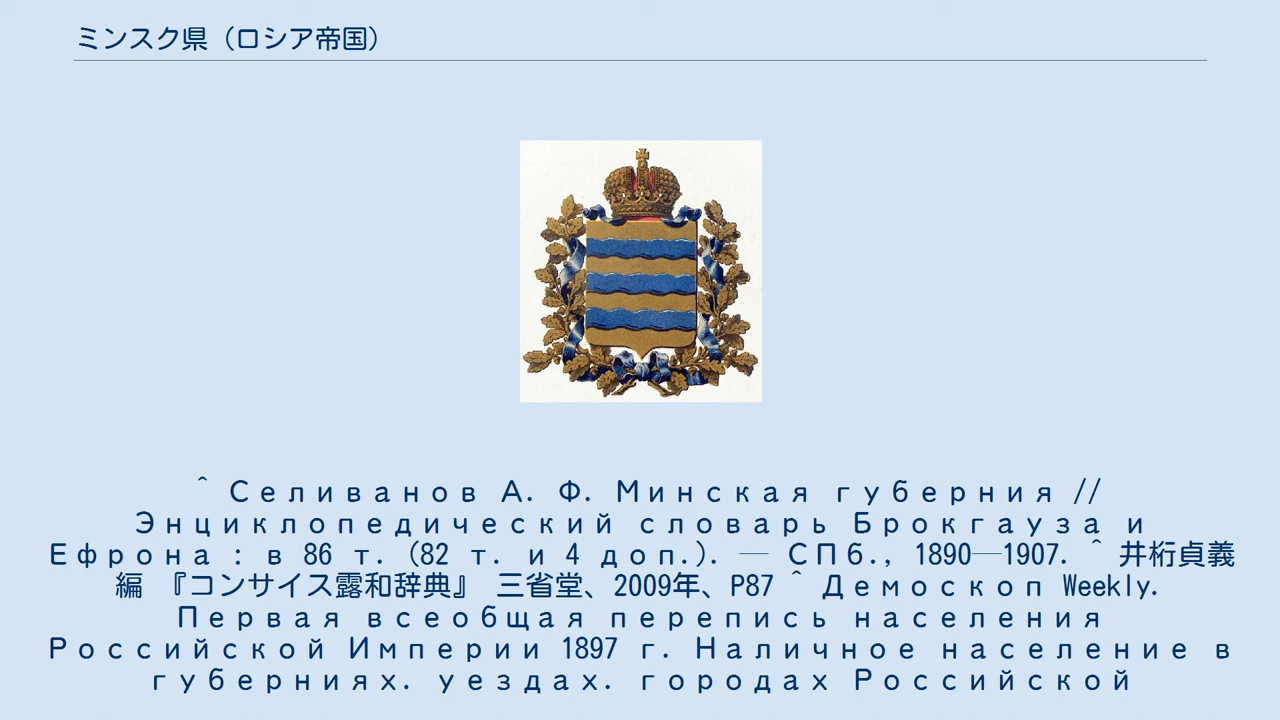 ミンスク県（ロシア帝国）
^ Селиванов А. Ф. Минская губерния //
Энциклопедический словарь Брокгауза и
Ефрона : в 86 т. (82 т. и 4 доп.). — СПб., 1890—1907. ^ 井桁貞義
編 『コンサイス露和辞典』 三省堂、2009年、P87 ^ Демоскоп Weekly.
Первая всеобщая перепись населения
Российской Империи 1897 г. Наличное население в
губерниях. уездах. городах Российской